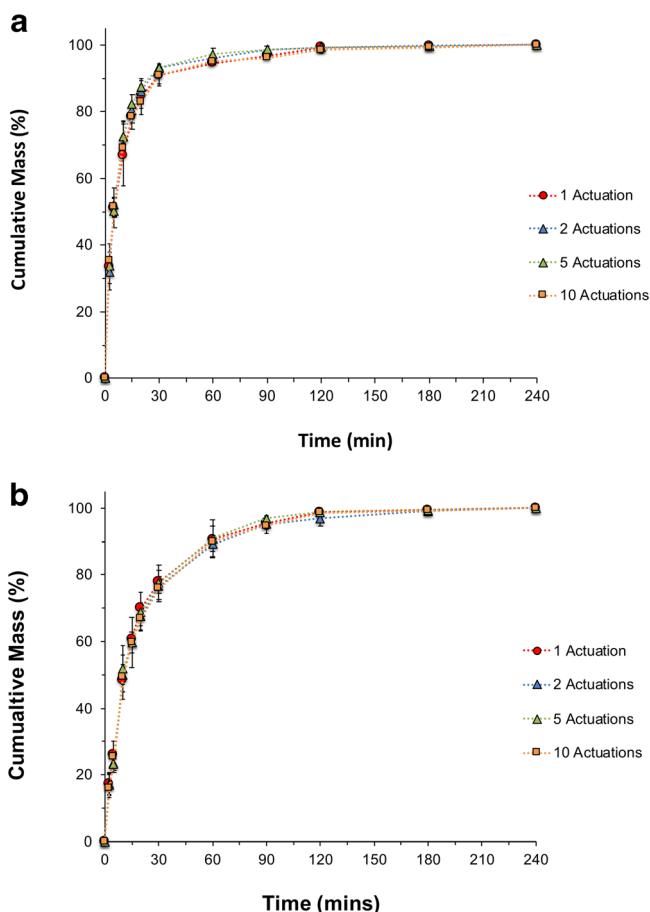 a
100
80
60
40
20
0
Cumulative Mass (%)
0 30 60 90 120 150 180 210 240
Time (min)
1 Actuation
2 Actuations
5 Actuations
10 Actuations
b
100
80
60
40
20
0
Cumualtive Mass (%)
0 30 60 90 120 150 180 210 240
Time (mins)
1 Actuation
2 Actuations
5 Actuations
10 Actuations